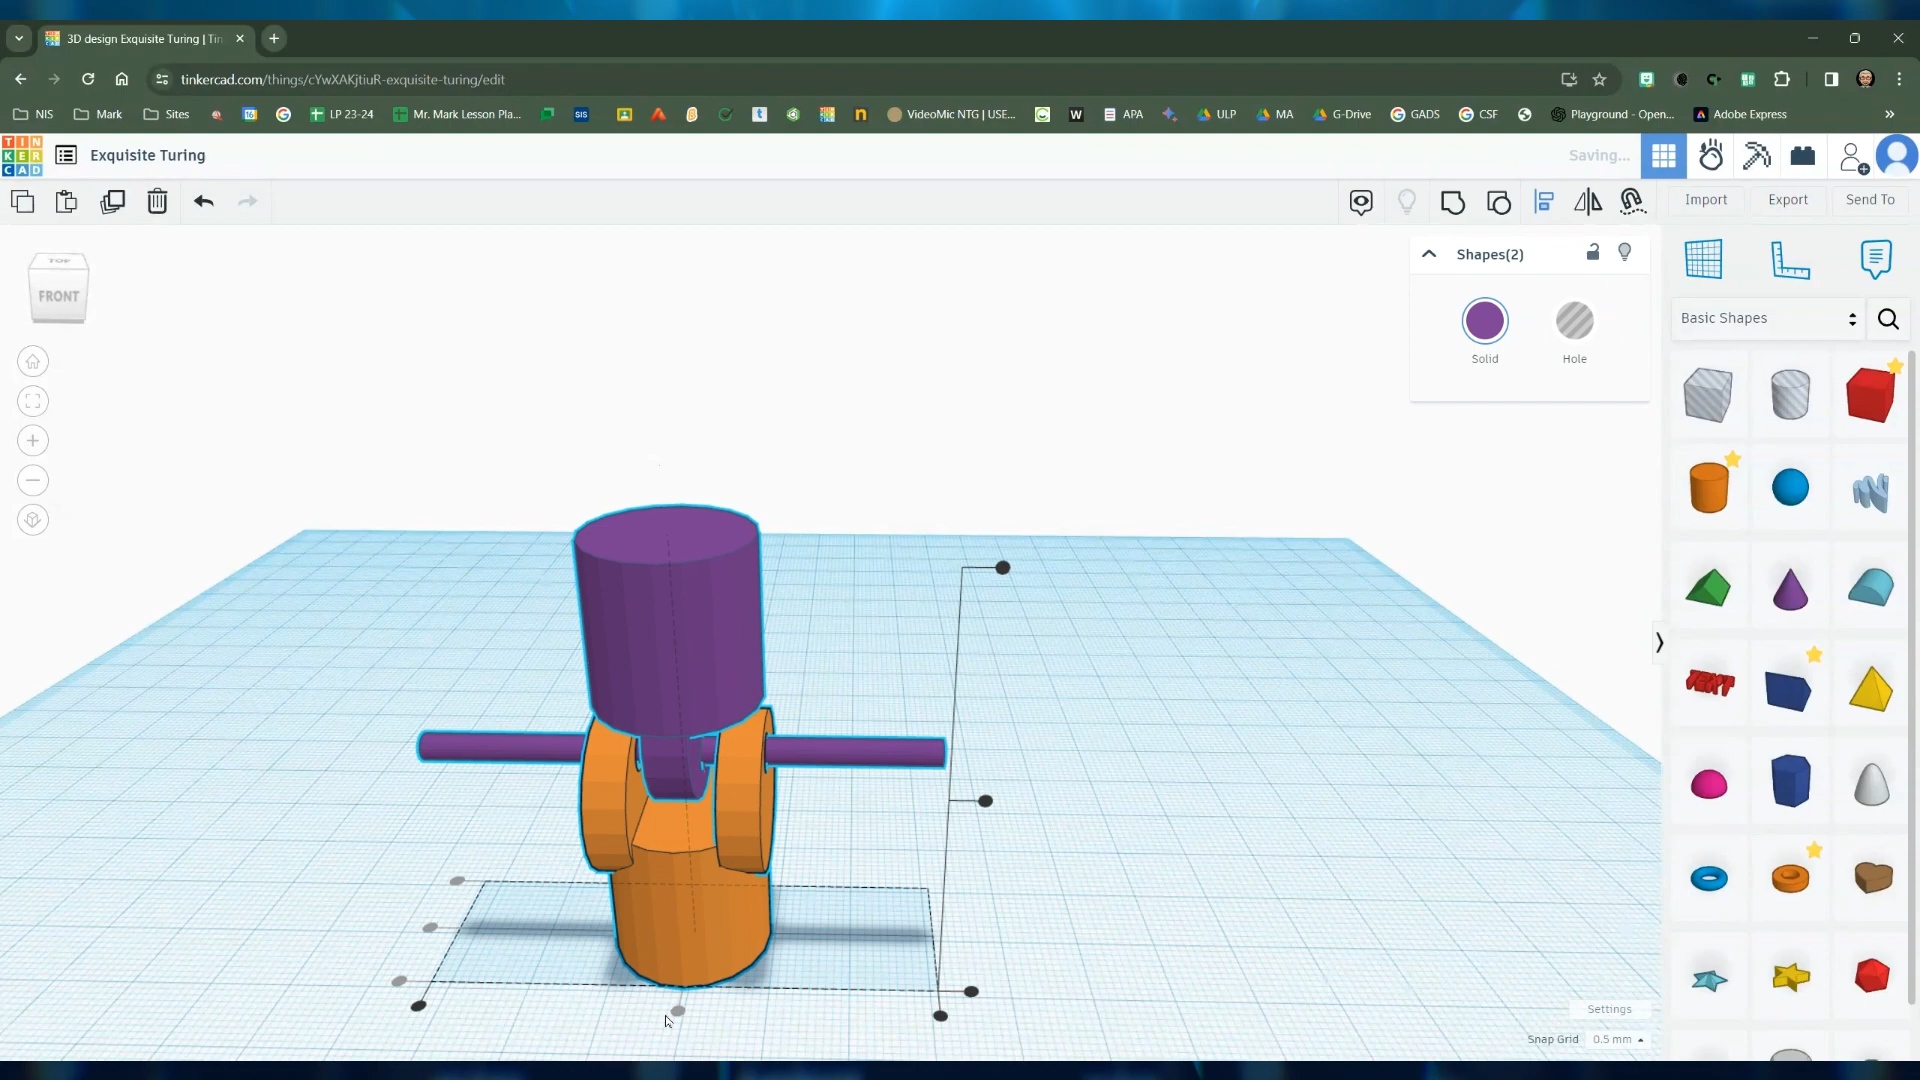 3D design Exquisite Turing | Tin
tinkercad.com/things/cYwXAKjtiuR-exquisite-turing/edit
NIS
Mark
Sites
LP 23-24
Mr. Mark Lesson Pla...
SIS
VideoMic NTG | USE...
W
APA
ULP
MA
G-Drive
GADS
CSF
Playground - Open...
Adobe Express
TIN
KER
CAD
Exquisite Turing
Saving...
Import
Export
Send To
TOP
FRONT
Shapes(2)
Solid
Hole
Basic Shapes
TEXT
Settings
Snap Grid
0.5 mm